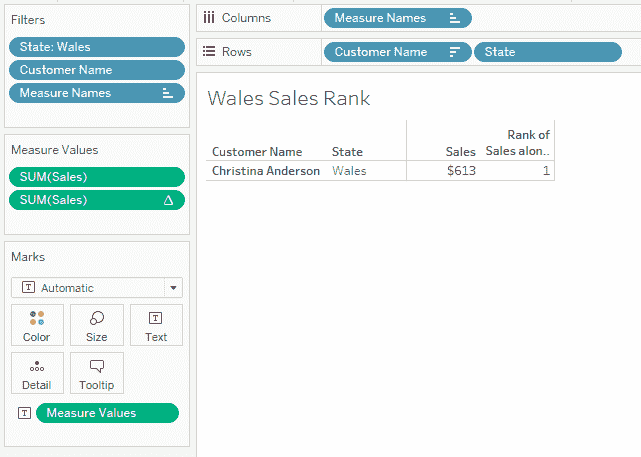 Filters
State: Wales
Customer Name
Measure Names
Measure Values
SUM(Sales)
SUM(Sales) Δ
Marks
T Automatic
Color Size Text
Detail Tooltip
T Measure Values
Columns Measure Names
Rows Customer Name State
Wales Sales Rank
Rank of
Customer Name State Sales Sales alon..
Christina Anderson Wales $613 1